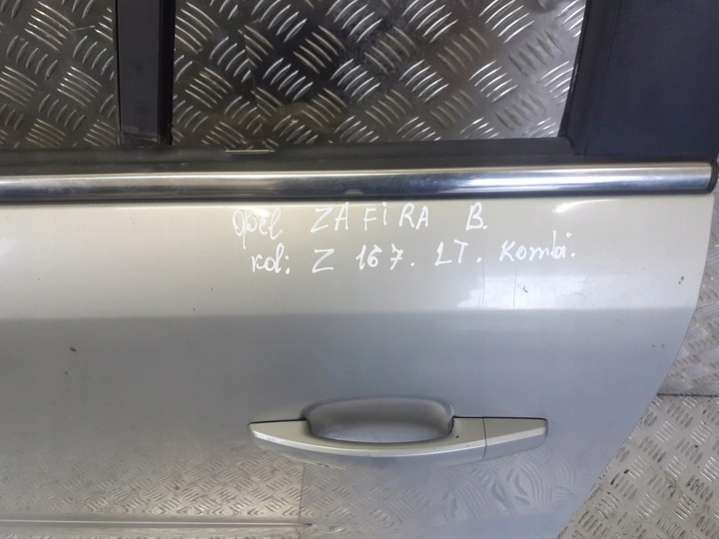 Opel ZAFIRA B.
kol: Z 167. LT. Kombi.